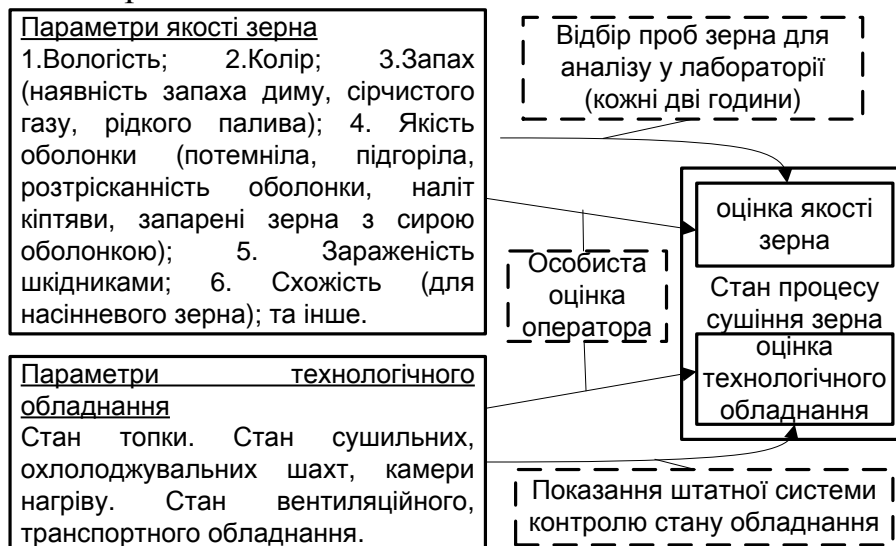 Параметри якості зерна
1.Вологість; 2.Колір; 3.Запах
(наявність запаха диму, сірчистого
газу, рідкого палива); 4. Якість
оболонки (потемніла, підгоріла,
розтрісканність оболонки, наліт
кіптяви, запарені зерна з сирою
оболонкою); 5. Зараженість
шкідниками; 6. Схожість (для
насінневого зерна); та інше.
Параметри технологічного
обладнання
Стан топки. Стан сушильних,
охлолоджувальних шахт, камери
нагріву. Стан вентиляційного,
транспортного обладнання.
Відбір проб зерна для
аналізу у лабораторії
(кожні дві години)
Особиста
оцінка
оператора
оцінка якості
зерна
Стан процесу
сушіння зерна
оцінка
технологічного
обладнання
Показання штатної системи
контролю стану обладнання